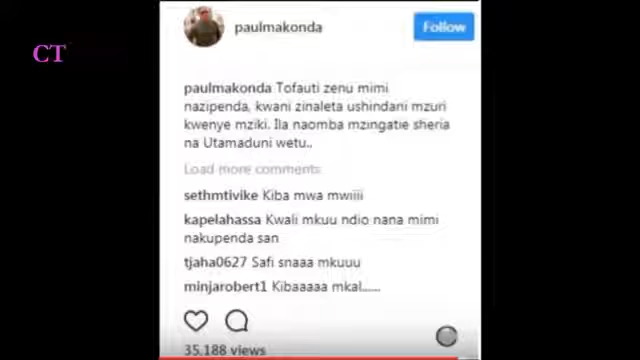 paulmakonda
Follow
CT
paulmakonda Tofauti zenu mimi
nazipenda, kwani zinaleta ushindani mzuri
kwenye mziki. Ila naomba mzingatie sheria
na Utamaduni wetu..
Load more comments
sethmtivike Kiba mwa mwiiii
kapelahassa Kwali mkuu ndio nana mimi
nakupenda san
tjaha0627 Safi snaaa mkuuu
minjarobert1 Kibaaaaa mkal......
35,188 views